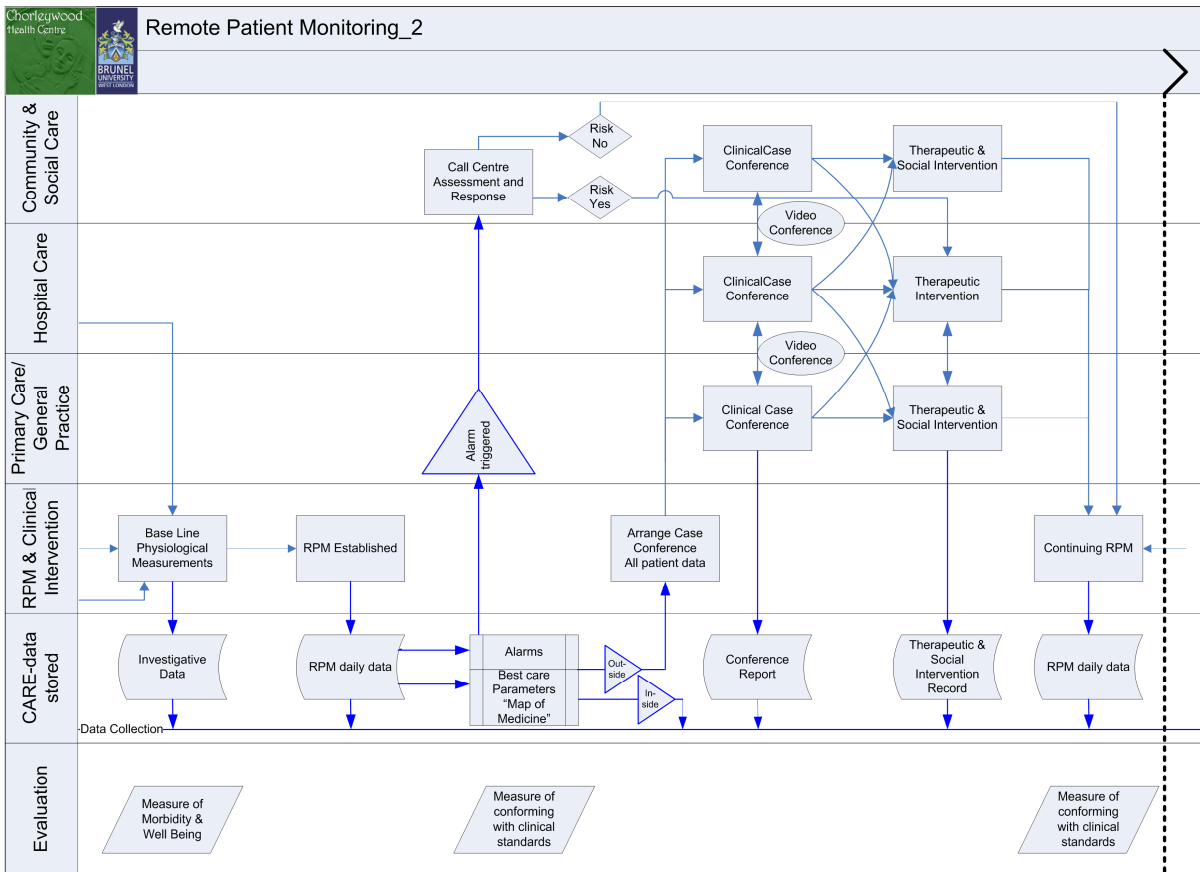 Chorleywood
Health Centre
BRUNEL
UNIVERSITY
WEST LONDON
Remote Patient Monitoring_2
Community &
Social Care
Call Centre
Assessment and
Response
Risk
No
Risk
Yes
ClinicalCase
Conference
Therapeutic &
Social Intervention
Video
Conference
Hospital Care
ClinicalCase
Conference
Therapeutic
Intervention
Video
Conference
Primary Care/
General
Practice
Alarm
triggered
Clinical Case
Conference
Therapeutic &
Social Intervention
RPM & Clinical
Intervention
Base Line
Physiological
Measurements
RPM Established
Arrange Case
Conference
All patient data
Continuing RPM
CARE-data
stored
Investigative
Data
RPM daily data
Alarms
Best care
Parameters
“Map of
Medicine”
Out-
side
In-
side
Conference
Report
Therapeutic &
Social
Intervention
Record
RPM daily data
Data Collection
Evaluation
Measure of
Morbidity &
Well Being
Measure of
conforming
with clinical
standards
Measure of
conforming
with clinical
standards